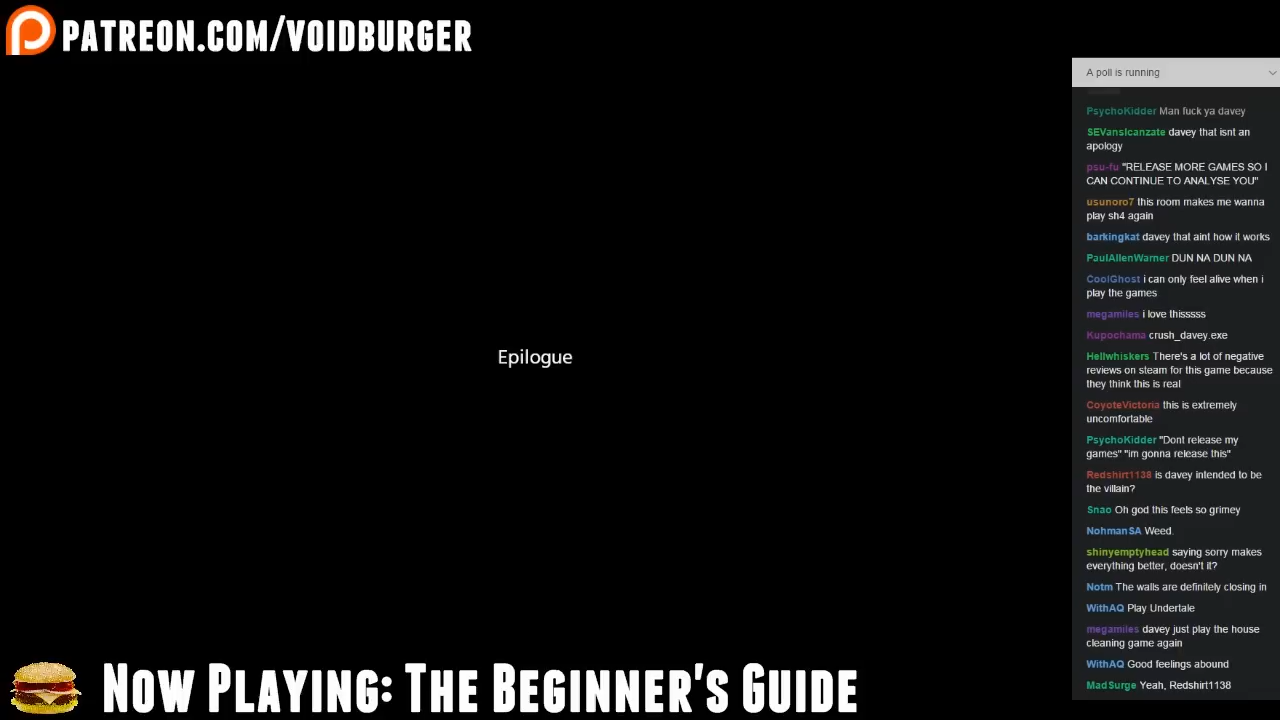 PATREON.COM/VOIDBURGER
A poll is running
PsychoKidder Man fuck ya davey
SEVansIcanzate davey that isnt an
apology
psu-fu "RELEASE MORE GAMES SO I
CAN CONTINUE TO ANALYSE YOU"
usunoro7 this room makes me wanna
play sh4 again
barkingkat davey that aint how it works
PaulAllenWarner DUN NA DUN NA
CoolGhost i can only feel alive when i
play the games
megamiles i love thisssss
Kupochama crush_davey.exe
Hellwhiskers There's a lot of negative
reviews on steam for this game because
they think this is real
CoyoteVictoria this is extremely
uncomfortable
PsychoKidder "Dont release my
games" "im gonna release this"
Redshirt1138 is davey intended to be
the villain?
Snao Oh god this feels so grimey
NohmanSA Weed.
shinyemptyhead saying sorry makes
everything better, doesn't it?
Notm The walls are definitely closing in
WithAQ Play Undertale
megamiles davey just play the house
cleaning game again
WithAQ Good feelings abound
MadSurge Yeah, Redshirt1138
Epilogue
NOW PLAYING: THE BEGINNER'S GUIDE